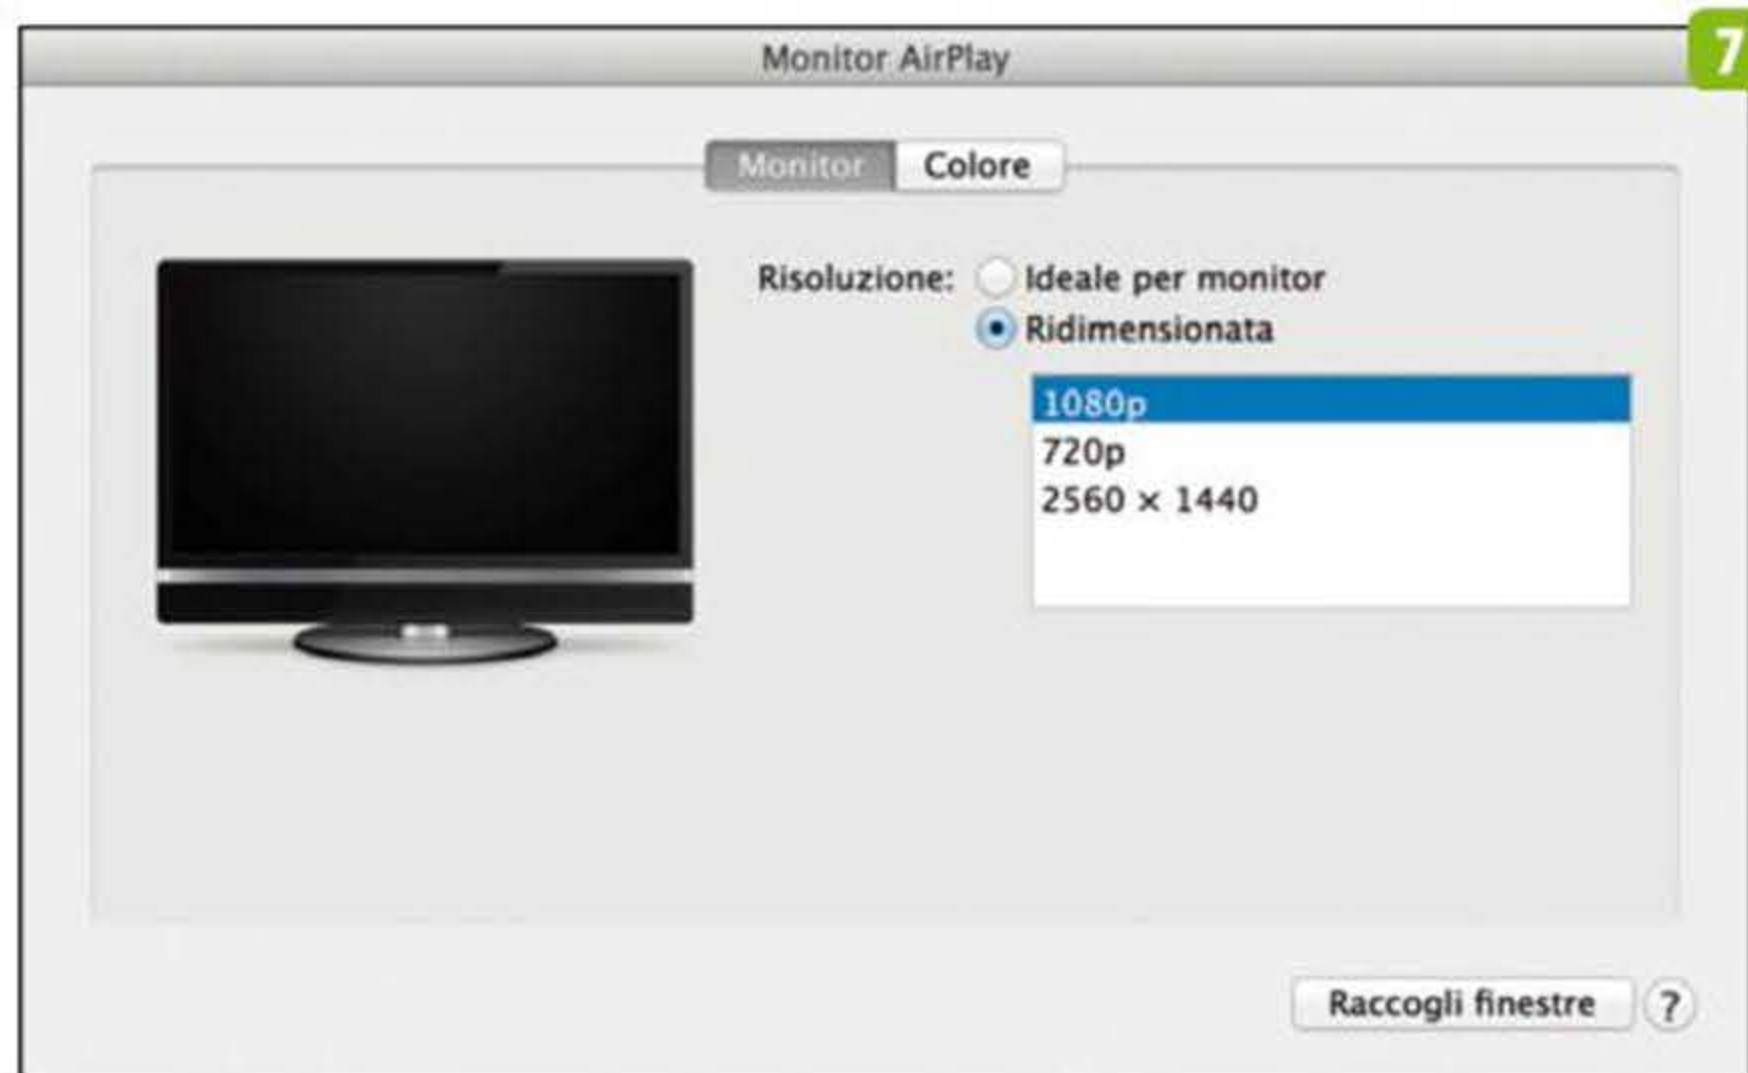 Monitor AirPlay
7
Monitor Colore
Risoluzione: Ideale per monitor
Ridimensionata
1080p
720p
2560 × 1440
Raccogli finestre ?